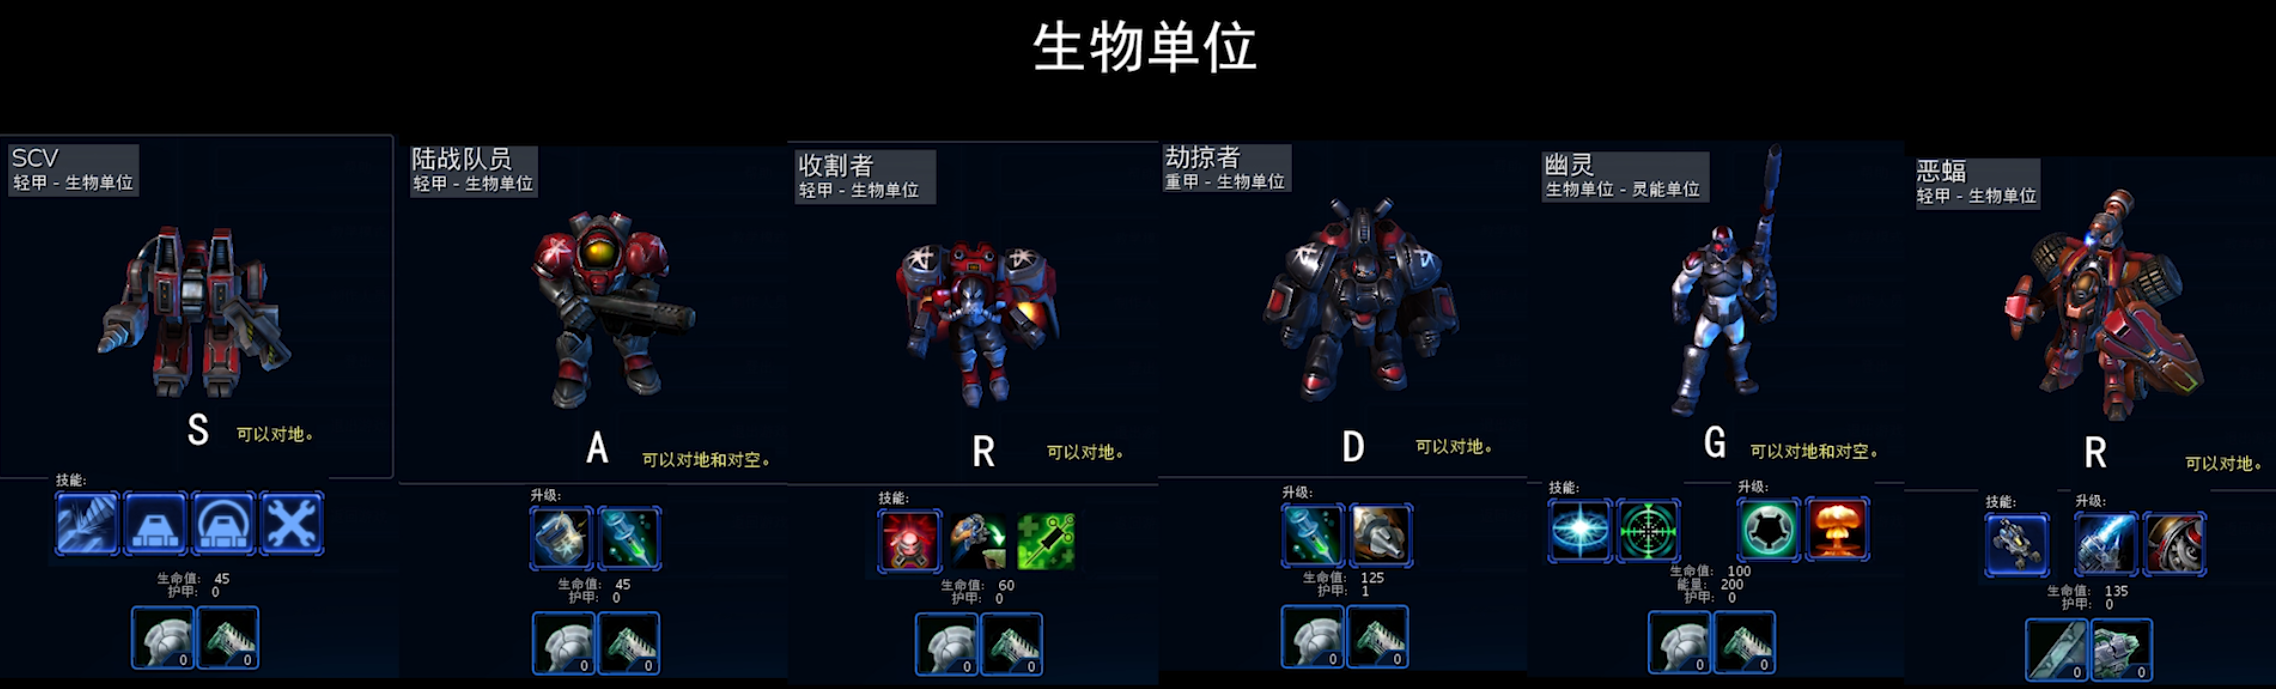 生物单位
SCV
轻甲 - 生物单位
S
可以对地。
技能:
生命值: 45
护甲: 0
0
0
陆战队员
轻甲 - 生物单位
A
可以对地和对空。
升级:
生命值: 45
护甲: 0
0
0
收割者
轻甲 - 生物单位
R
可以对地。
技能:
生命值: 60
护甲: 0
0
0
劫掠者
重甲 - 生物单位
D
可以对地。
升级:
生命值: 125
护甲: 1
0
0
幽灵
生物单位 - 灵能单位
G
可以对地和对空。
技能:
升级:
生命值: 100
能量: 200
护甲: 0
0
0
恶蝠
轻甲 - 生物单位
R
可以对地。
技能:
升级:
生命值: 135
护甲: 0
0
0